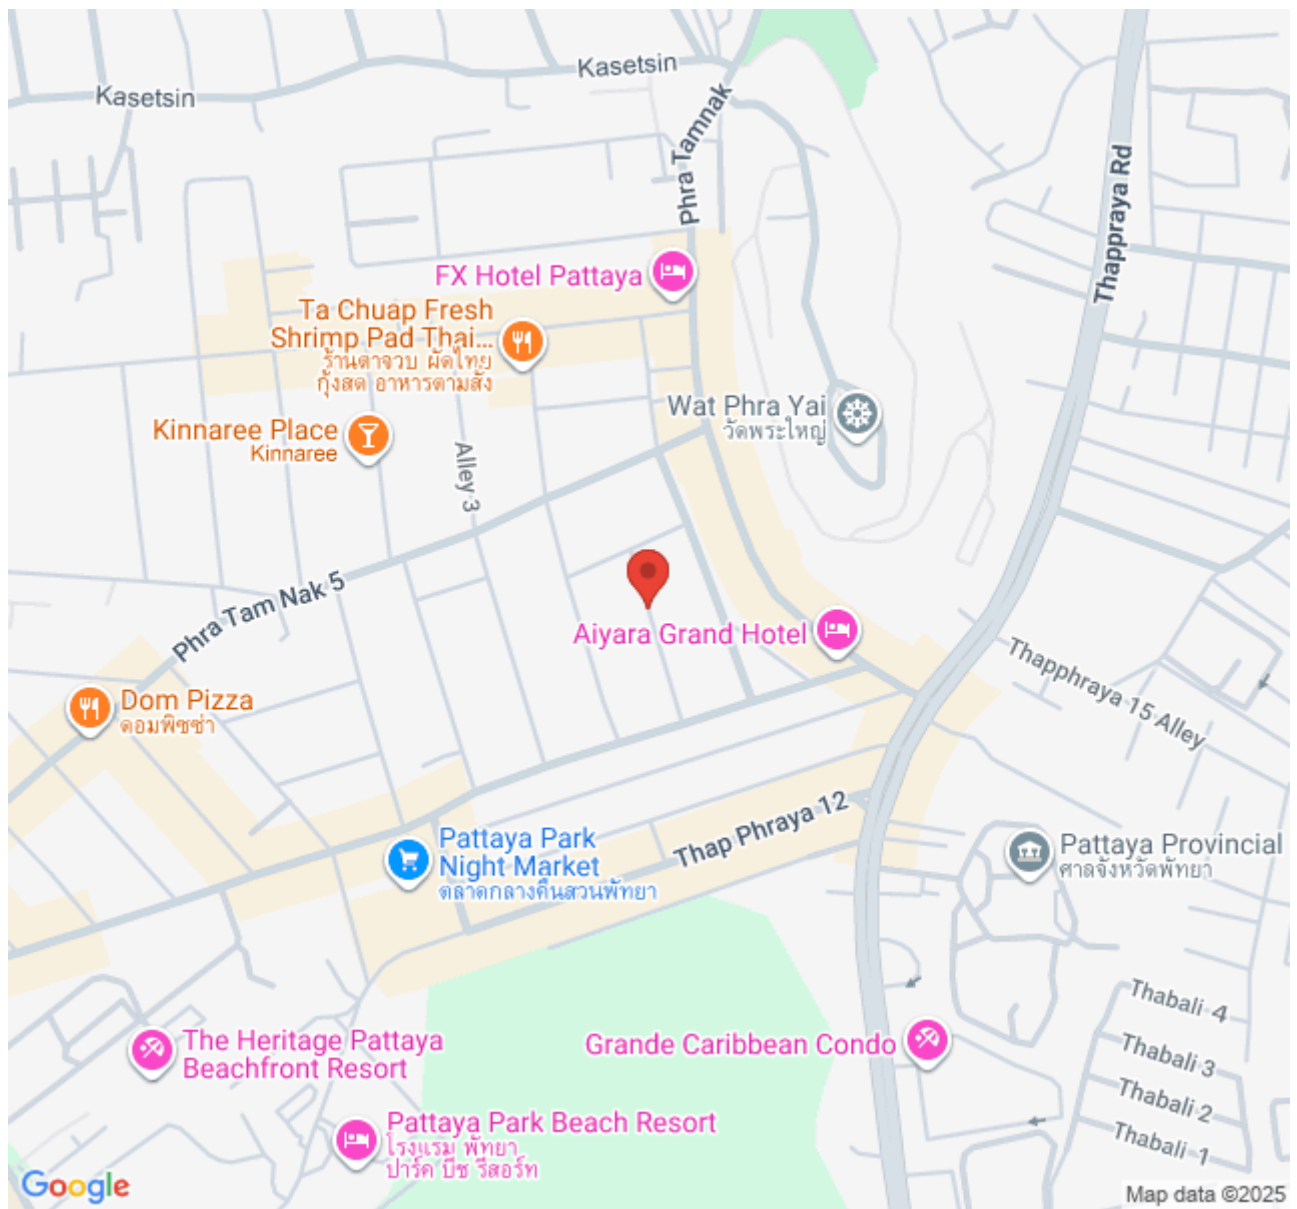 Kasetsin
Kasetsin
Phra Tamnak
Thappraya Rd
FX Hotel Pattaya
Ta Chuap Fresh
Shrimp Pad Thai...
ร้านตาจวบ ผัดไทย
กุ้งสด อาหารตามสั่ง
Wat Phra Yai
วัดพระใหญ่
Kinnaree Place
Kinnaree
Alley 3
Phra Tam Nak 5
Aiyara Grand Hotel
Thapphraya 15 Alley
Dom Pizza
ดอมพิซซ่า
Thap Phraya 12
Pattaya Park
Night Market
ตลาดกลางคืนสวนพัทยา
Pattaya Provincial
ศาลจังหวัดพัทยา
Thabali 4
The Heritage Pattaya
Beachfront Resort
Grande Caribbean Condo
Thabali 3
Thabali 2
Pattaya Park Beach Resort
โรงแรม พัทยา
ปาร์ค บีช รีสอร์ท
Thabali 1
Google
Map data ©2025